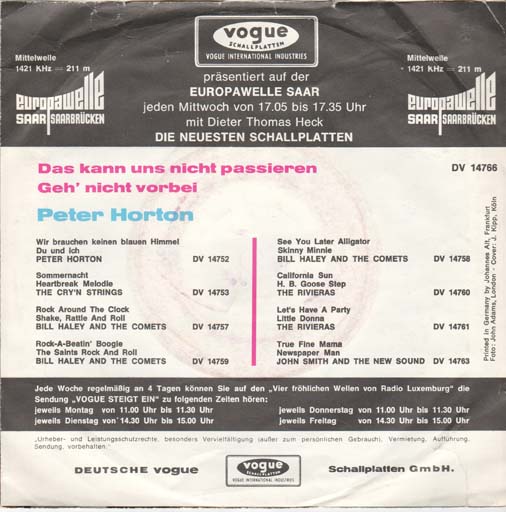 vogue
SCHALLPLATTEN
VOGUE INTERNATIONAL INDUSTRIES
Mittelwelle
1421 KHz — 211 m
europawelle
SAAR SAARBRÜCKEN
präsentiert auf der
EUROPAWELLE SAAR
jeden Mittwoch von 17.05 bis 17.35 Uhr
mit Dieter Thomas Heck
DIE NEUESTEN SCHALLPLATTEN
Mittelwelle
1421 KHz — 211 m
europawelle
SAAR SAARBRÜCKEN
Das kann uns nicht passieren
Geh' nicht vorbei
DV 14766
Peter Horton
Wir brauchen keinen blauen Himmel
Du und ich
PETER HORTON DV 14752
Sommernacht
Heartbreak Melodie
THE CRY'N STRINGS DV 14753
Rock Around The Clock
Shake, Rattle And Roll
BILL HALEY AND THE COMETS DV 14757
Rock-A-Beatin' Boogie
The Saints Rock And Roll
BILL HALEY AND THE COMETS DV 14759
See You Later Alligator
Skinny Minnie
BILL HALEY AND THE COMETS DV 14758
California Sun
H. B. Goose Step
THE RIVIERAS DV 14760
Let's Have A Party
Little Donna
THE RIVIERAS DV 14761
True Fine Mama
Newspaper Man
JOHN SMITH AND THE NEW SOUND DV 14763
Printed in Germany by Johannes Alt, Frankfurt
Foto: John Adams, London - Cover: J. Kipp, Köln
Jede Woche regelmäßig an 4 Tagen können Sie auf den „Vier fröhlichen Wellen von Radio Luxemburg" die
Sendung „VOGUE STEIGT EIN" zu folgenden Zeiten hören:
jeweils Montag von 11.00 Uhr bis 11.30 Uhr
jeweils Dienstag von 14.30 Uhr bis 15.00 Uhr
jeweils Donnerstag von 11.00 Uhr bis 11.30 Uhr
jeweils Freitag von 14.30 Uhr bis 15.00 Uhr
„Urheber- und Leistungsschutzrechte, besonders Vervielfältigung (außer zum persönlichen Gebrauch), Vermietung, Aufführung,
Sendung, vorbehalten."
DEUTSCHE vogue
vogue
SCHALLPLATTEN
VOGUE INTERNATIONAL INDUSTRIES
Schallplatten GmbH.